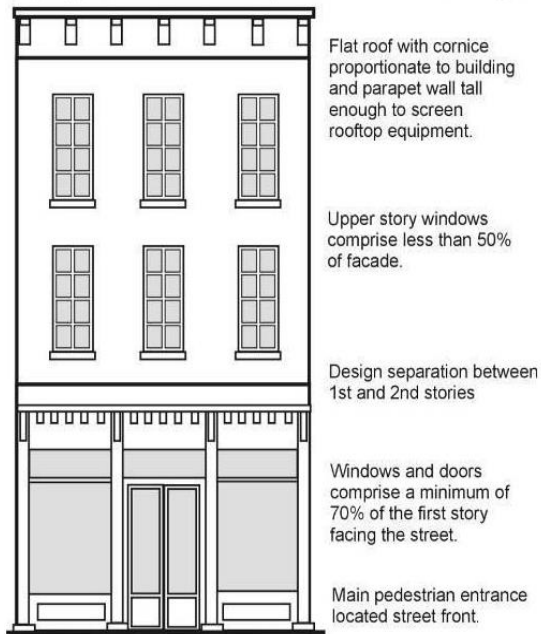 Flat roof with cornice
proportionate to building
and parapet wall tall
enough to screen
rooftop equipment.
Upper story windows
comprise less than 50%
of facade.
Design separation between
1st and 2nd stories
Windows and doors
comprise a minimum of
70% of the first story
facing the street.
Main pedestrian entrance
located street front.